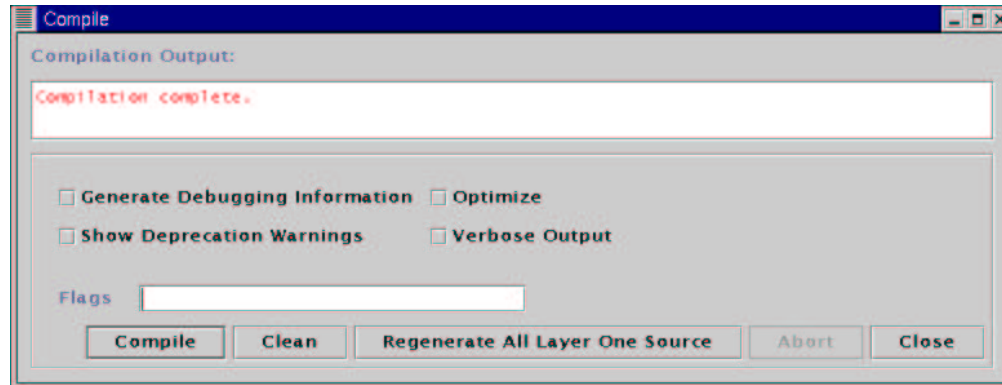 Compile
Compilation Output:
Compilation complete.
Generate Debugging Information Optimize
Show Deprecation Warnings Verbose Output
Flags
Compile Clean Regenerate All Layer One Source Abort Close